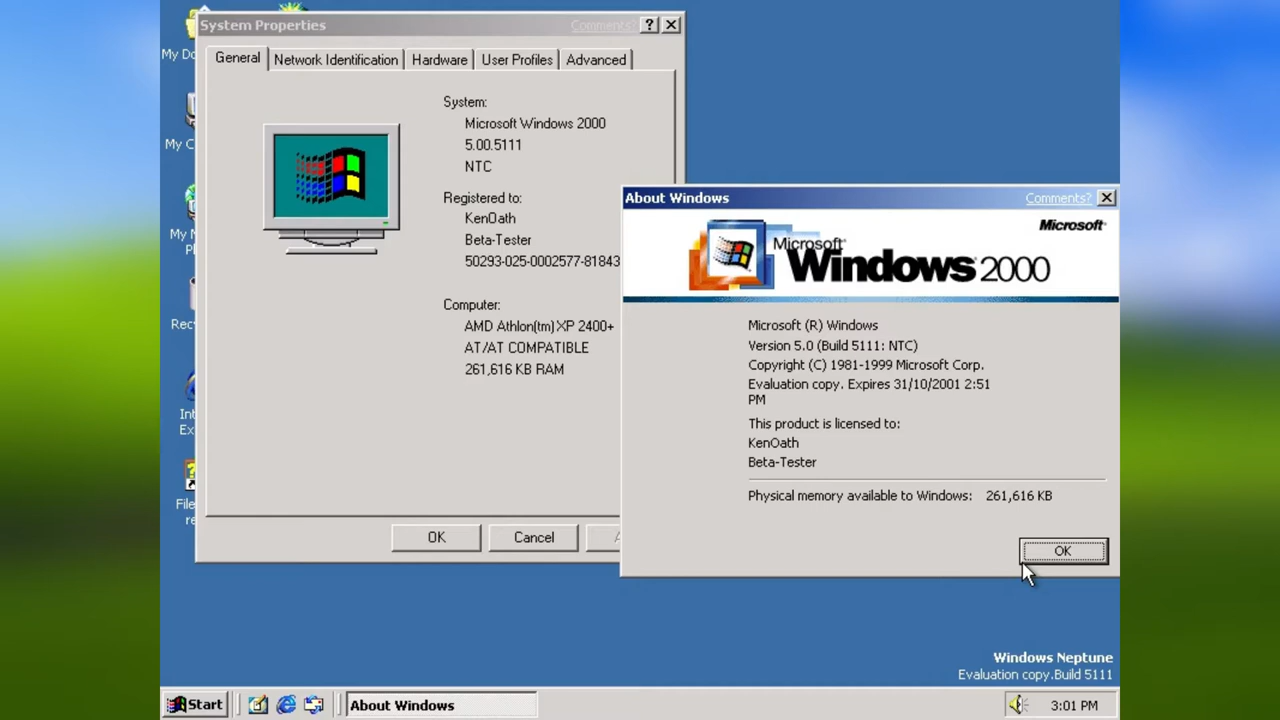 System Properties
Comments?
General
Network Identification
Hardware
User Profiles
Advanced
System:
Microsoft Windows 2000
5.00.5111
NTC
Registered to:
KenOath
Beta-Tester
50293-025-0002577-81843
Computer:
AMD Athlon(tm) XP 2400+
AT/AT COMPATIBLE
261,616 KB RAM
OK
Cancel
About Windows
Comments?
Microsoft
Microsoft
Windows 2000
Microsoft (R) Windows
Version 5.0 (Build 5111: NTC)
Copyright (C) 1981-1999 Microsoft Corp.
Evaluation copy. Expires 31/10/2001 2:51
PM
This product is licensed to:
KenOath
Beta-Tester
Physical memory available to Windows: 261,616 KB
OK
My
My
My
Windows Neptune
Evaluation copy.Build 5111
Start
About Windows
3:01 PM